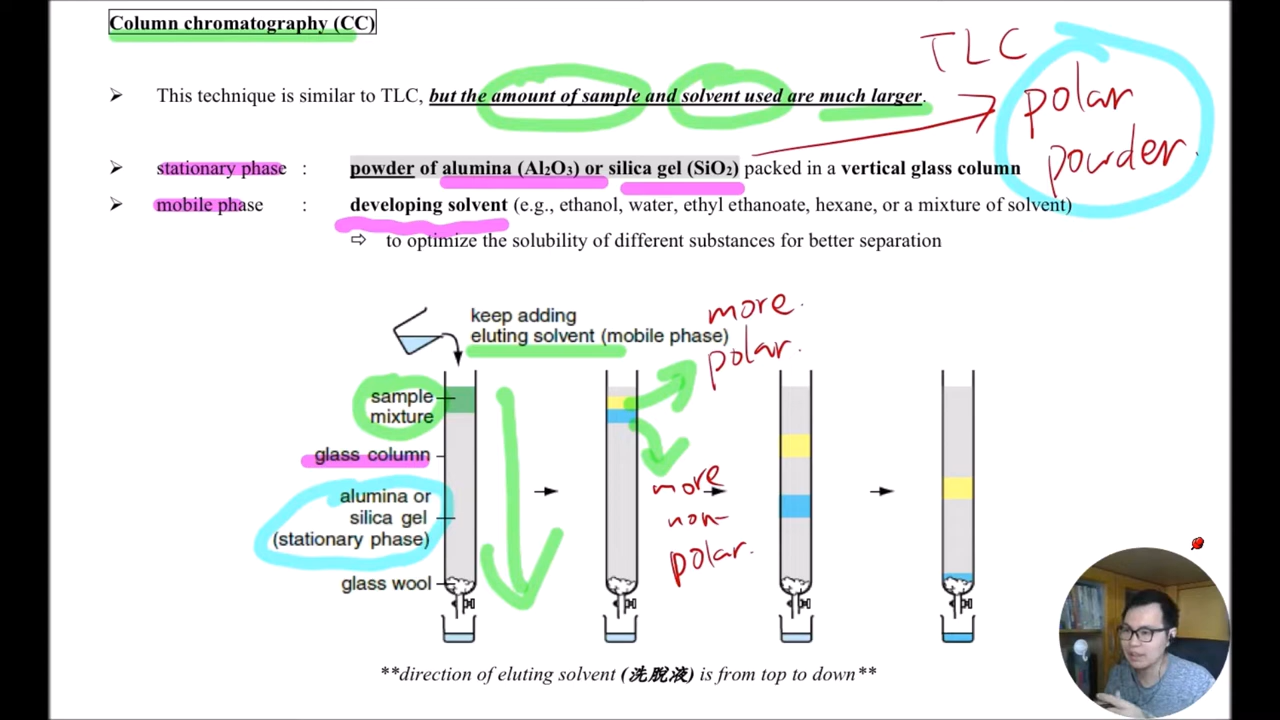 Column chromatography (CC)
TLC
➢ This technique is similar to TLC, but the amount of sample and solvent used are much larger.
polar
powder.
➢ stationary phase : powder of alumina (Al₂O₃) or silica gel (SiO₂) packed in a vertical glass column
➢ mobile phase : developing solvent (e.g., ethanol, water, ethyl ethanoate, hexane, or a mixture of solvent)
⇨ to optimize the solubility of different substances for better separation
keep adding
eluting solvent (mobile phase)
more
polar.
sample
mixture
glass column
alumina or
silica gel
(stationary phase)
glass wool
more
non-
polar.
**direction of eluting solvent (洗脫液) is from top to down**